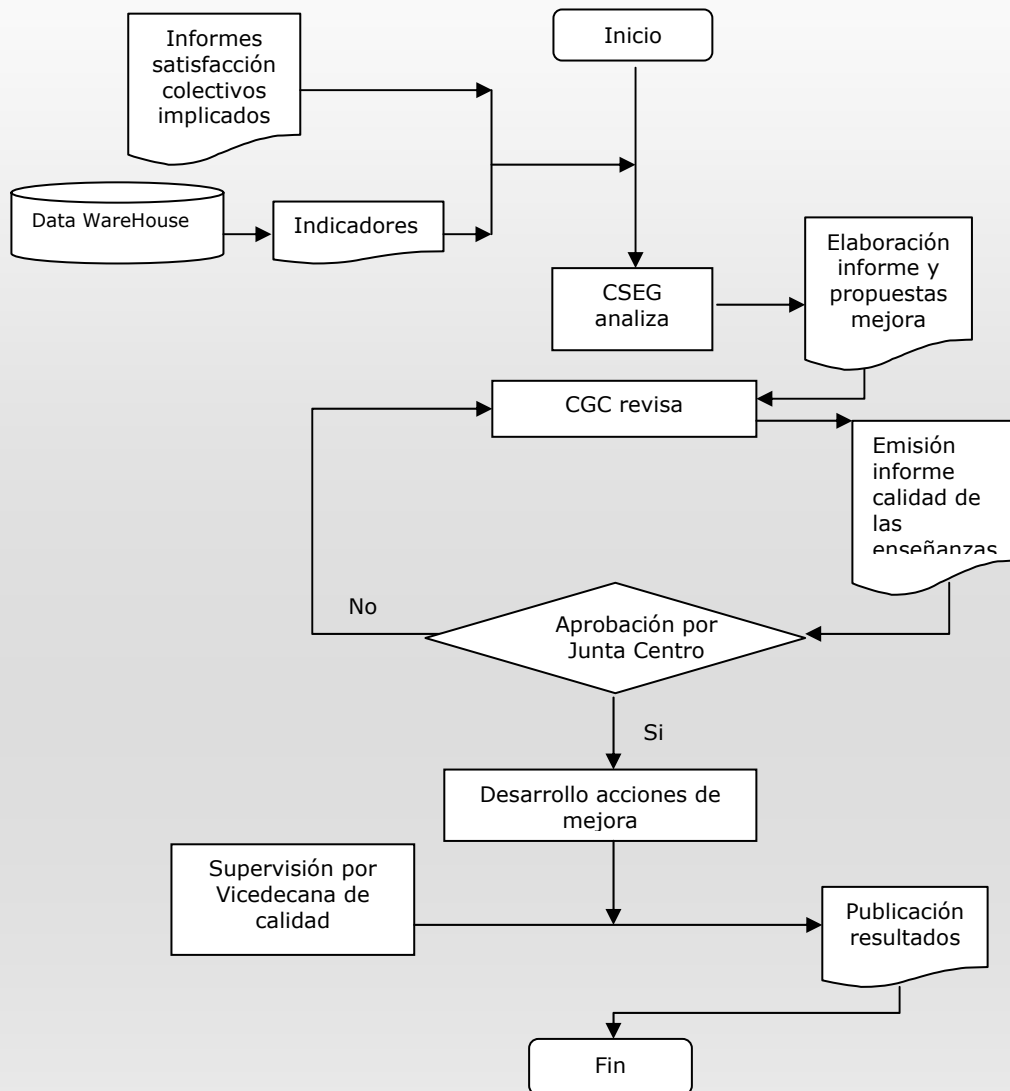 Informes
satisfacción
colectivos
implicados
Inicio
Data WareHouse
Indicadores
CSEG
analiza
Elaboración
informe y
propuestas
mejora
CGC revisa
Emisión
informe
calidad de
las
enseñanzas
No
Aprobación por
Junta Centro
Si
Desarrollo acciones de
mejora
Supervisión por
Vicedecana de
calidad
Publicación
resultados
Fin